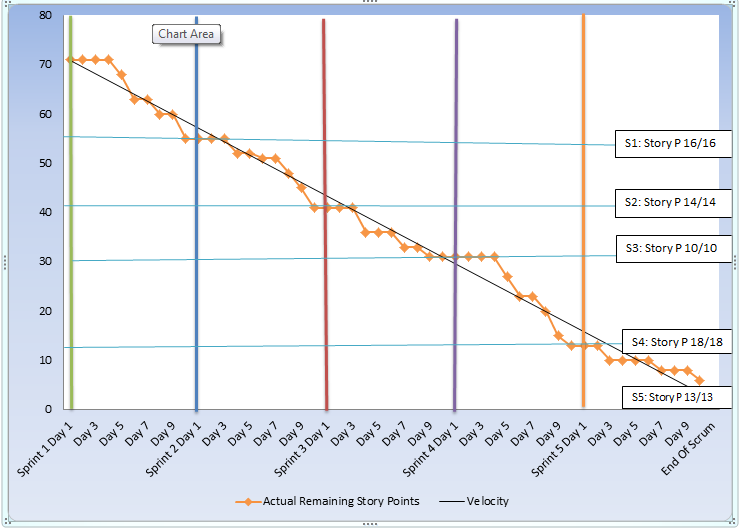 80
Chart Area
70
60
S1: Story P 16/16
50
S2: Story P 14/14
40
S3: Story P 10/10
30
20
S4: Story P 18/18
10
S5: Story P 13/13
0
Sprint 1 Day 1
Day 3
Day 5
Day 7
Day 9
Sprint 2 Day 1
Day 3
Day 5
Day 7
Day 9
Sprint 3 Day 1
Day 3
Day 5
Day 7
Day 9
Sprint 4 Day 1
Day 3
Day 5
Day 7
Day 9
Sprint 5 Day 1
Day 3
Day 5
Day 7
Day 9
End Of Scrum
Actual Remaining Story Points
Velocity